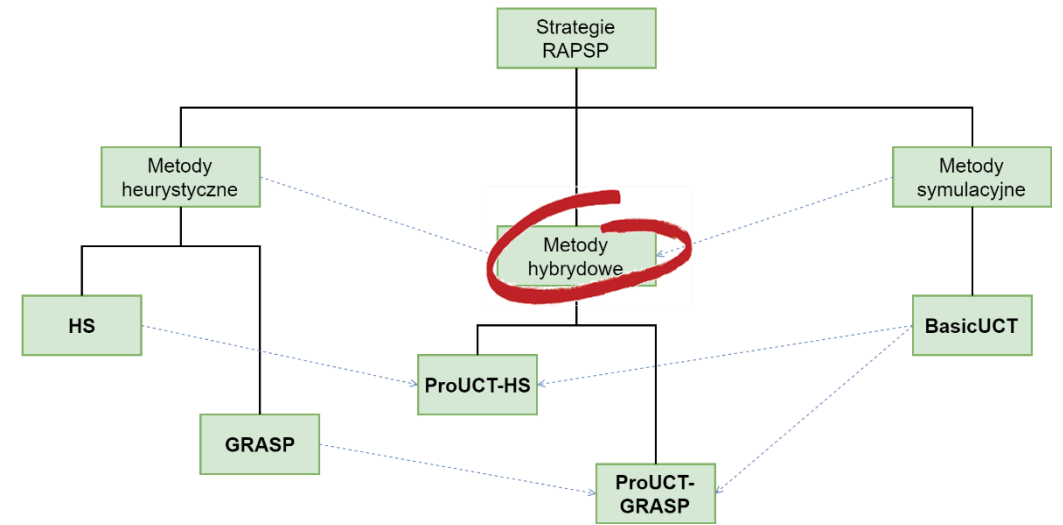 Strategie
RAPSP
Metody
heurystyczne
Metody
symulacyjne
Metody
hybrydowe
HS
BasicUCT
ProUCT-HS
GRASP
ProUCT-
GRASP